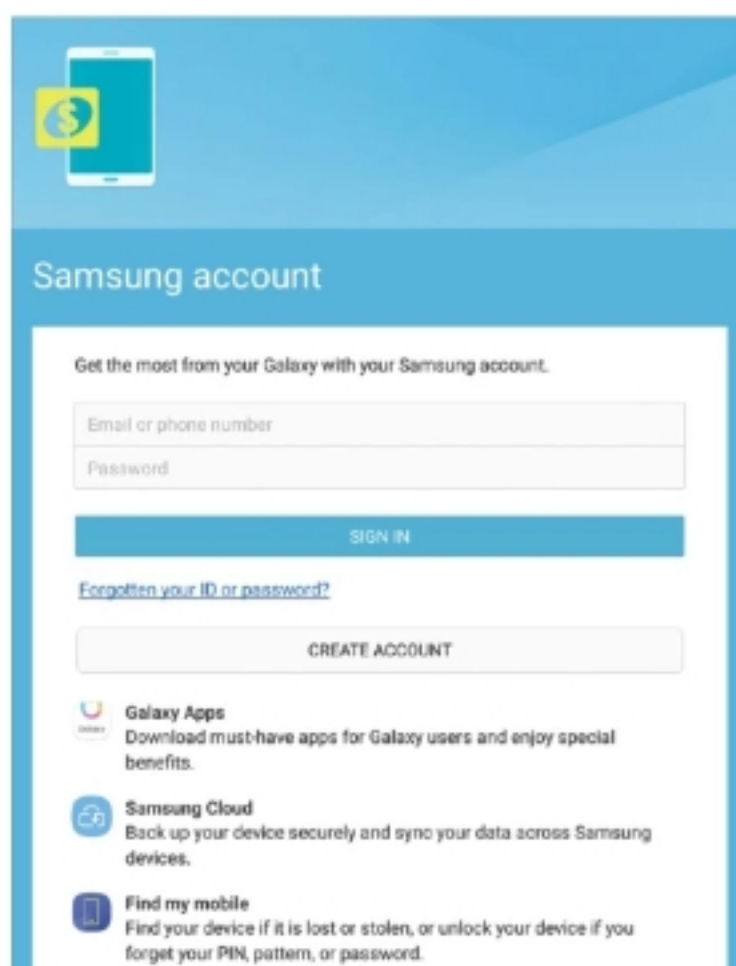 $
Samsung account
Get the most from your Galaxy with your Samsung account.
Email or phone number
Password
SIGN IN
Forgotten your ID or password?
CREATE ACCOUNT
Galaxy Apps
Download must-have apps for Galaxy users and enjoy special
benefits.
Samsung Cloud
Back up your device securely and sync your data across Samsung
devices.
Find my mobile
Find your device if it is lost or stolen, or unlock your device if you
forget your PIN, pattern, or password.